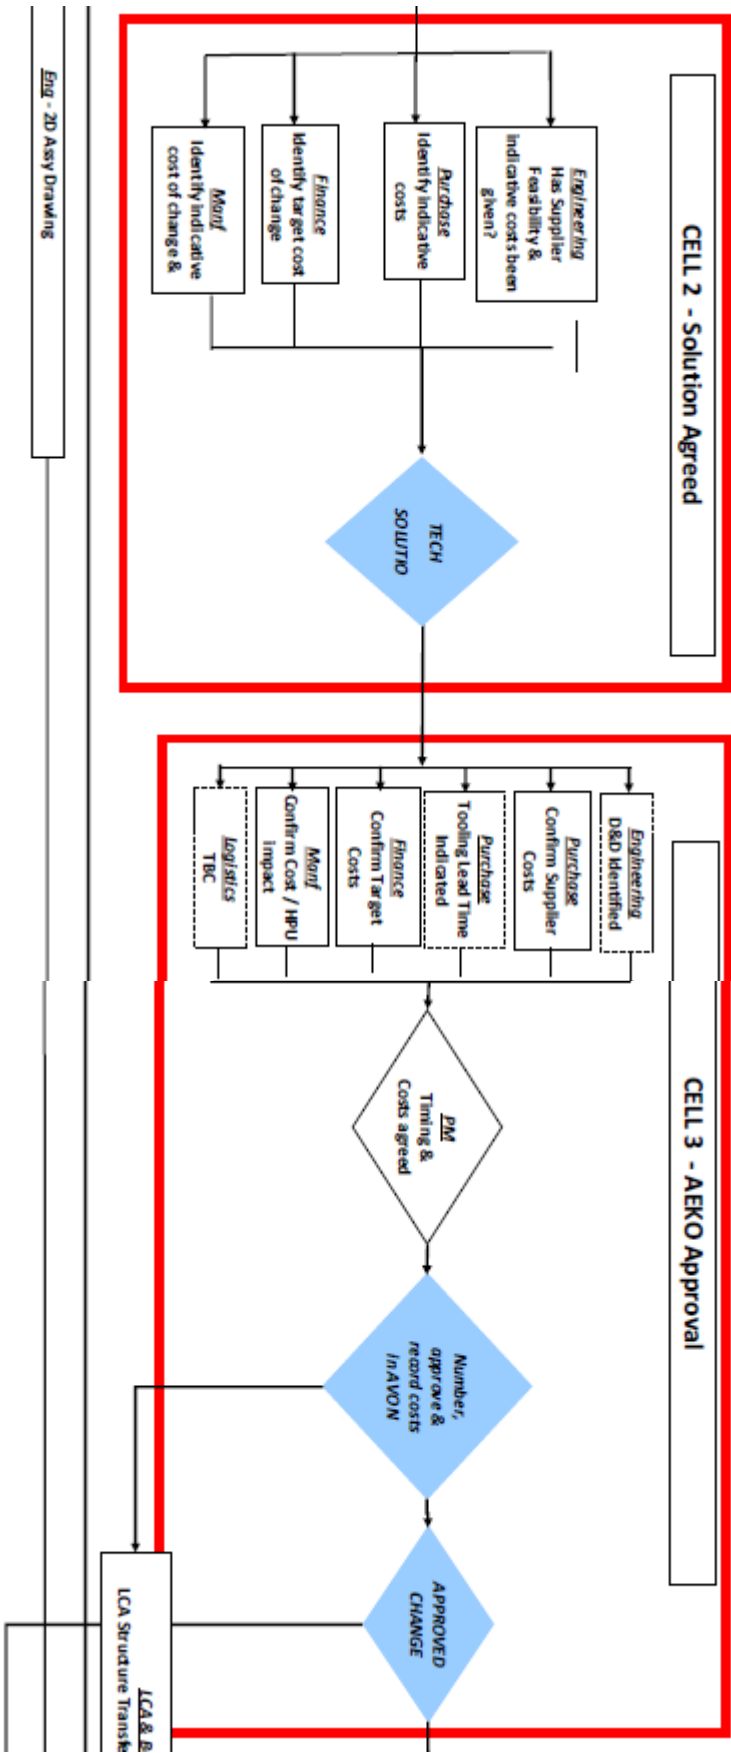 CELL 2 - Solution Agreed
Engineering
Has Supplier
Feasibility &
indicative costs been
given?
Purchase
Identify indicative
costs
Finance
Identify target cost
of change
Manf
Identify indicative
cost of change &
TECH
SOLUTIO
Eng - 2D Assy Drawing
CELL 3 - AEKO Approval
Engineering
D&D Identified
Purchase
Confirm Supplier
Costs
Purchase
Tooling Lead Time
Indicated
Finance
Confirm Target
Costs
Manf
Confirm Cost / HPU
impact
Logistics
TBC
PM
Timing &
Costs agreed
Number,
approve &
record costs
in AVON
APPROVED
CHANGE
LCA & B
LCA Structure Transfe